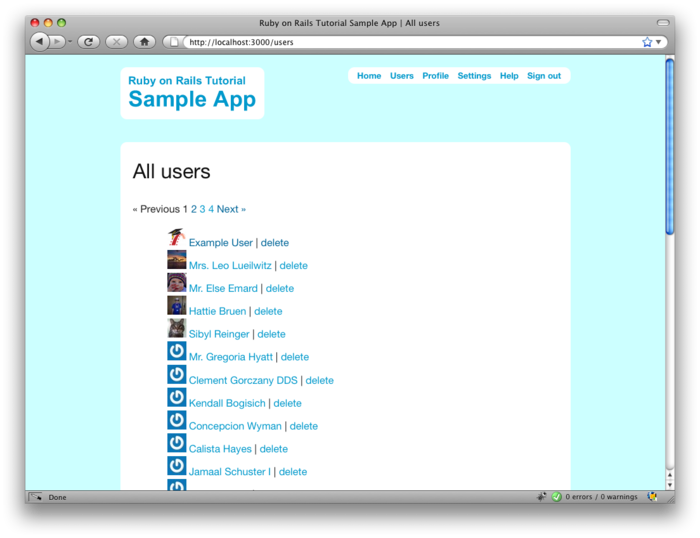 Ruby on Rails Tutorial Sample App | All users
http://localhost:3000/users
Ruby on Rails Tutorial
Sample App
Home Users Profile Settings Help Sign out
All users
« Previous 1 2 3 4 Next »
Example User | delete
Mrs. Leo Lueilwitz | delete
Mr. Else Emard | delete
Hattie Bruen | delete
Sibyl Reinger | delete
Mr. Gregoria Hyatt | delete
Clement Gorczany DDS | delete
Kendall Bogisich | delete
Concepcion Wyman | delete
Calista Hayes | delete
Jamaal Schuster I | delete
Done
0 errors / 0 warnings